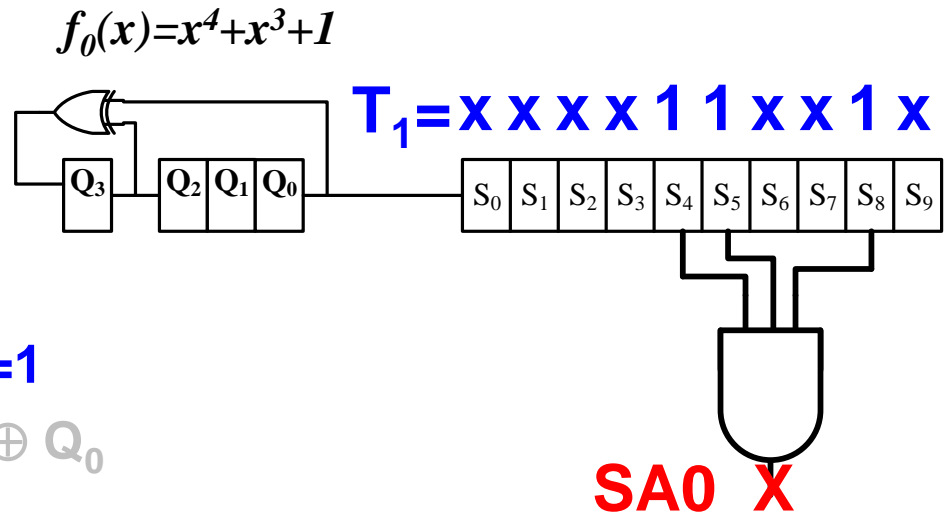 f₀(x)=x⁴+x³+1
T₁= x x x x 1 1 x x 1 x
Q₃ Q₂ Q₁ Q₀ S₀ S₁ S₂ S₃ S₄ S₅ S₆ S₇ S₈ S₉
=1
⊕ Q₀
SA0 X